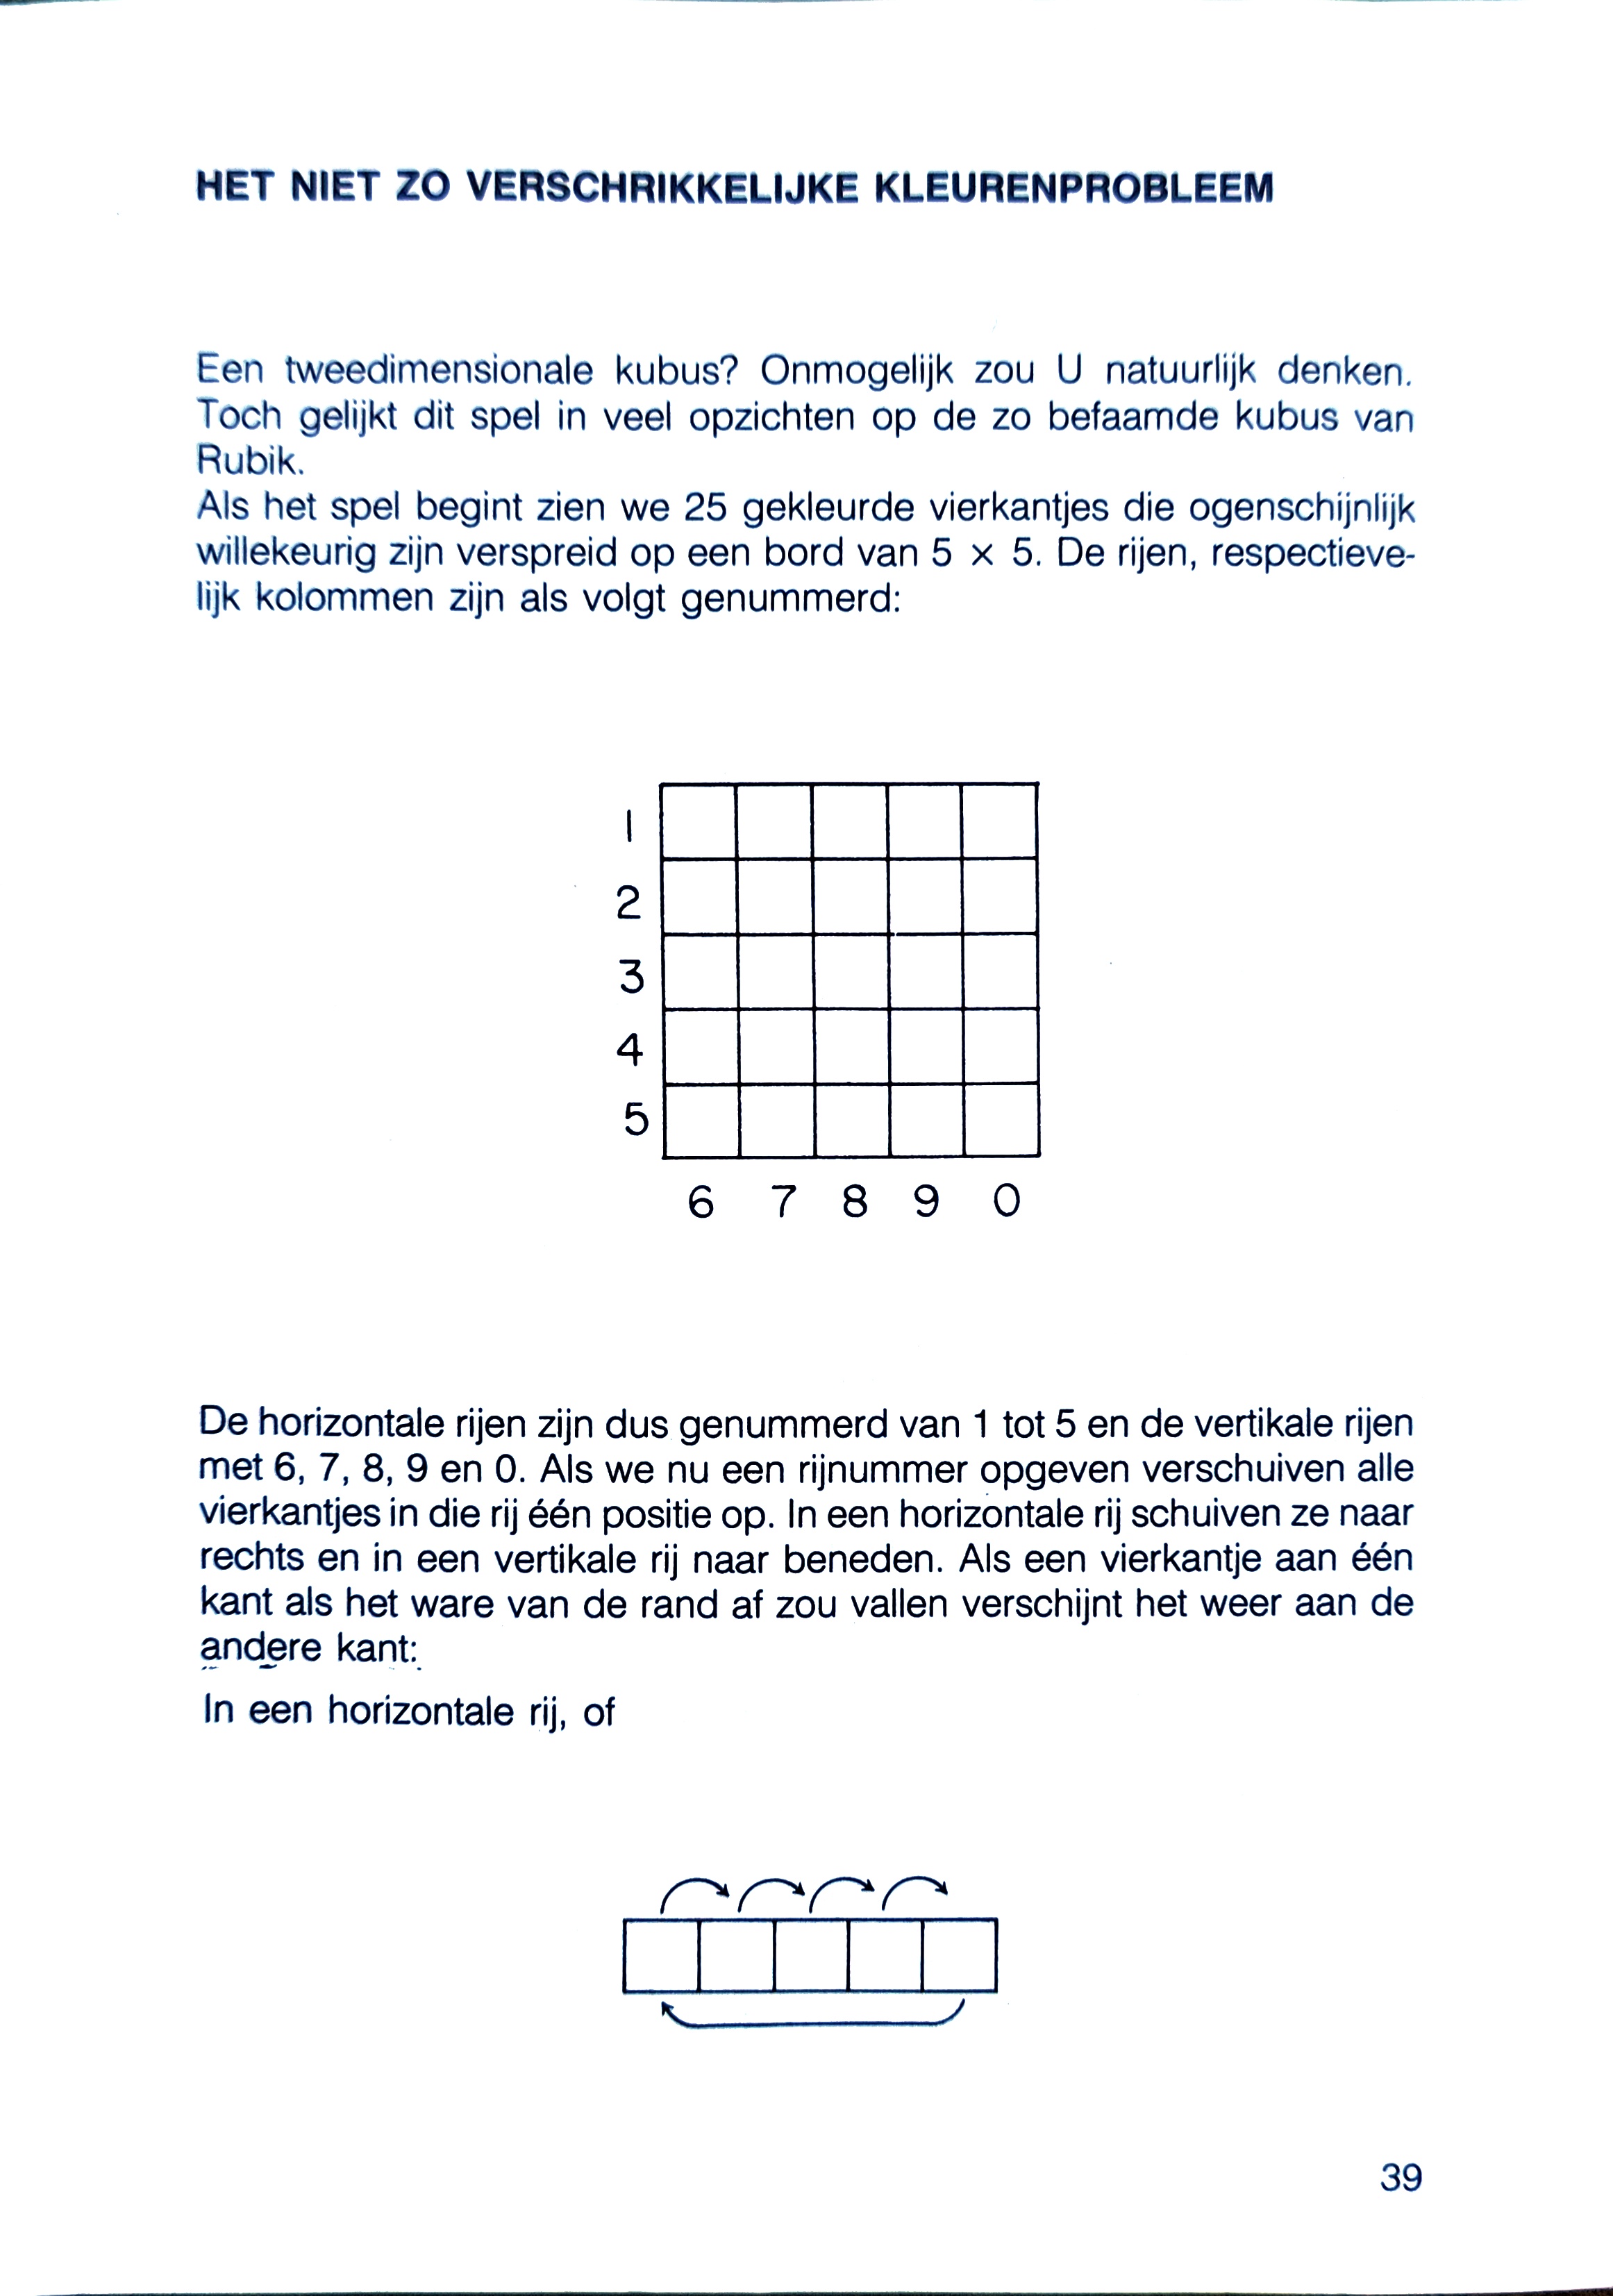 HET NIET ZO VERSCHRIKKELIJKE KLEURENPROBLEEM
Een tweedimensionale kubus? Onmogelijk zou U natuurlijk denken.
Toch gelijkt dit spel in veel opzichten op de zo befaamde kubus van
Rubik.
Als het spel begint zien we 25 gekleurde vierkantjes die ogenschijnlijk
willekeurig zijn verspreid op een bord van 5 x 5. De rijen, respectieve-
lijk kolommen zijn als volgt genummerd:
1
2
3
4
5
6 7 8 9 0
De horizontale rijen zijn dus genummerd van 1 tot 5 en de vertikale rijen
met 6, 7, 8, 9 en 0. Als we nu een rijnummer opgeven verschuiven alle
vierkantjes in die rij één positie op. In een horizontale rij schuiven ze naar
rechts en in een vertikale rij naar beneden. Als een vierkantje aan één
kant als het ware van de rand af zou vallen verschijnt het weer aan de
andere kant:
In een horizontale rij, of
39